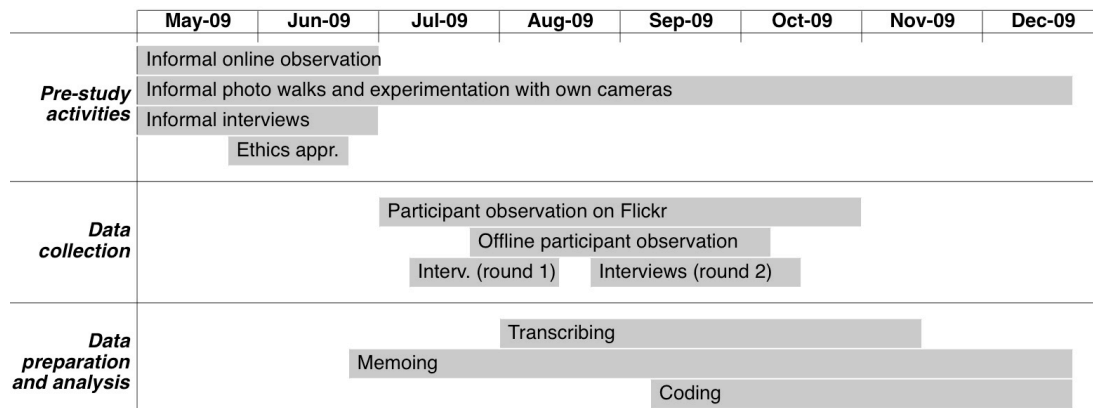 May-09 Jun-09 Jul-09 Aug-09 Sep-09 Oct-09 Nov-09 Dec-09
Pre-study
activities
Informal online observation
Informal photo walks and experimentation with own cameras
Informal interviews
Ethics appr.
Data
collection
Participant observation on Flickr
Offline participant observation
Interv. (round 1) Interviews (round 2)
Data
preparation
and analysis
Transcribing
Memoing
Coding